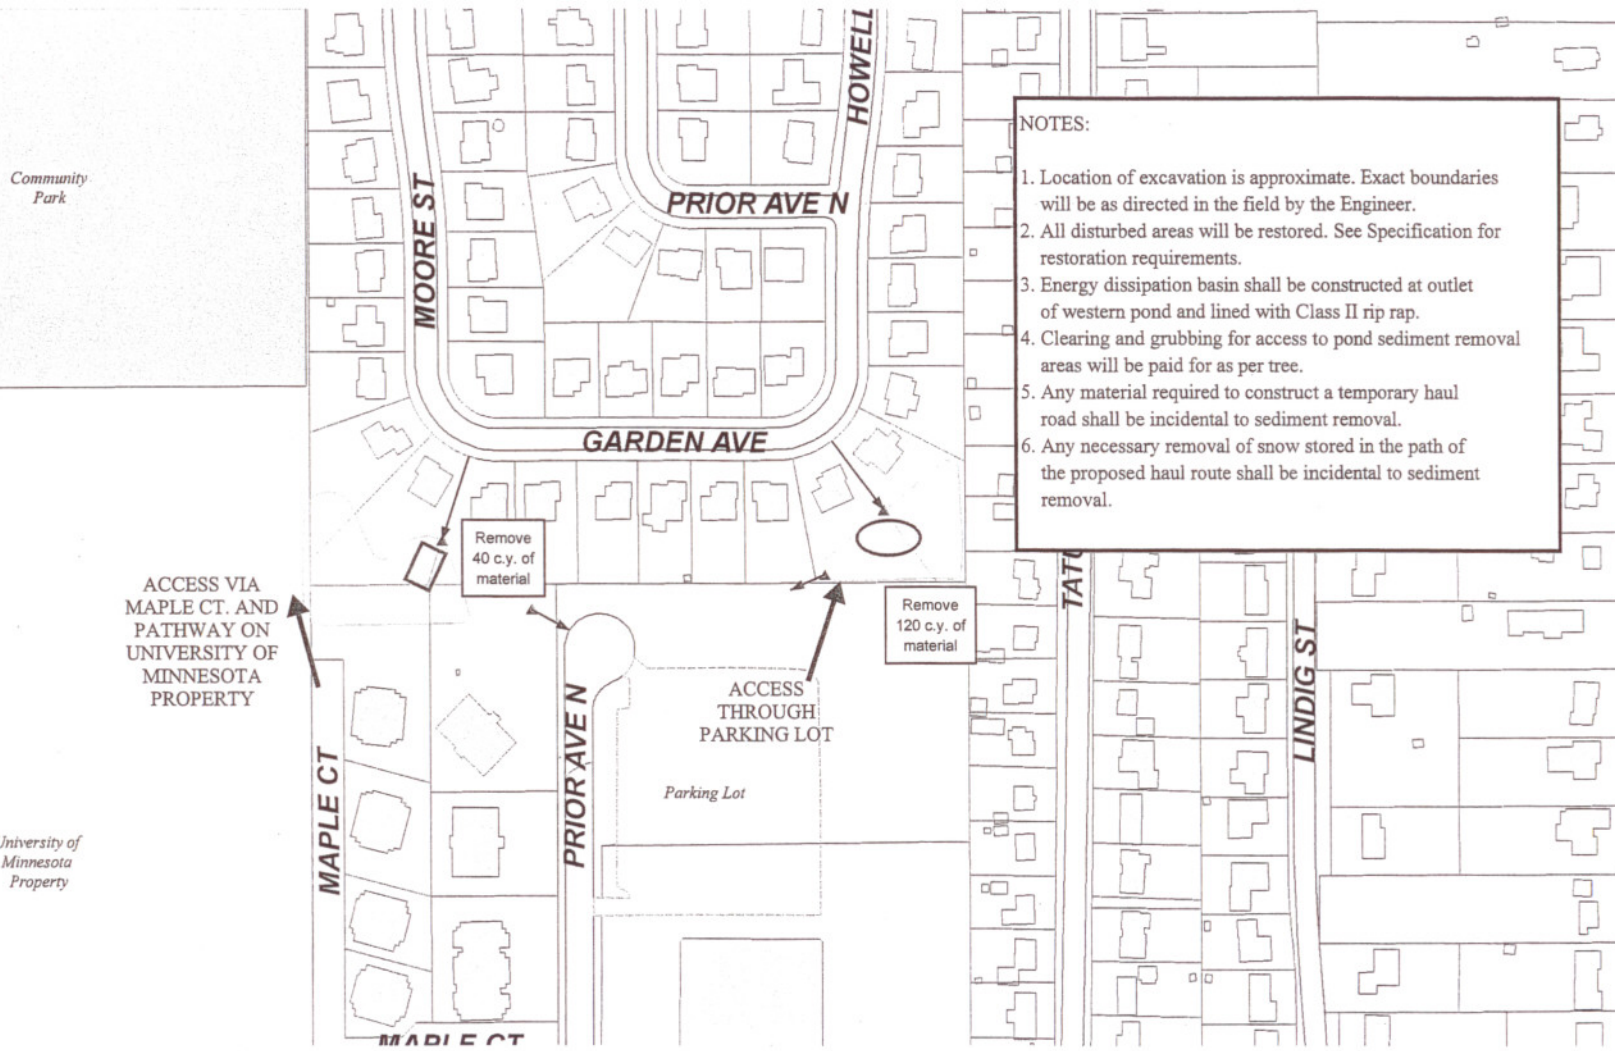 Community
Park
MOORE ST
PRIOR AVE N
HOWELL
GARDEN AVE
NOTES:
1. Location of excavation is approximate. Exact boundaries
will be as directed in the field by the Engineer.
2. All disturbed areas will be restored. See Specification for
restoration requirements.
3. Energy dissipation basin shall be constructed at outlet
of western pond and lined with Class II rip rap.
4. Clearing and grubbing for access to pond sediment removal
areas will be paid for as per tree.
5. Any material required to construct a temporary haul
road shall be incidental to sediment removal.
6. Any necessary removal of snow stored in the path of
the proposed haul route shall be incidental to sediment
removal.
Remove
40 c.y. of
material
ACCESS VIA
MAPLE CT. AND
PATHWAY ON
UNIVERSITY OF
MINNESOTA
PROPERTY
Remove
120 c.y. of
material
ACCESS
THROUGH
PARKING LOT
TATU
LINDIG ST
MAPLE CT
PRIOR AVE N
Parking Lot
University of
Minnesota
Property
MAPLE CT